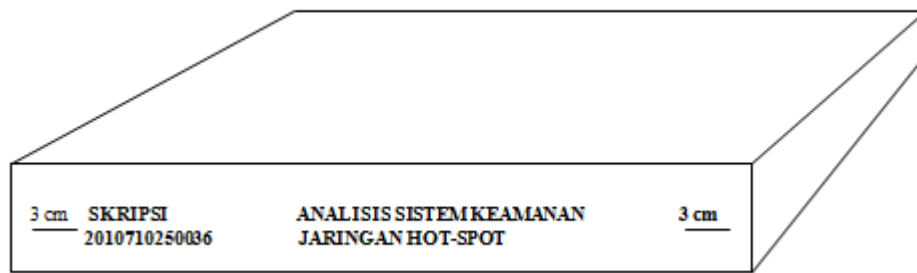 3 cm SKRIPSI ANALISIS SISTEM KEAMANAN 3 cm
2010710250036 JARINGAN HOT-SPOT